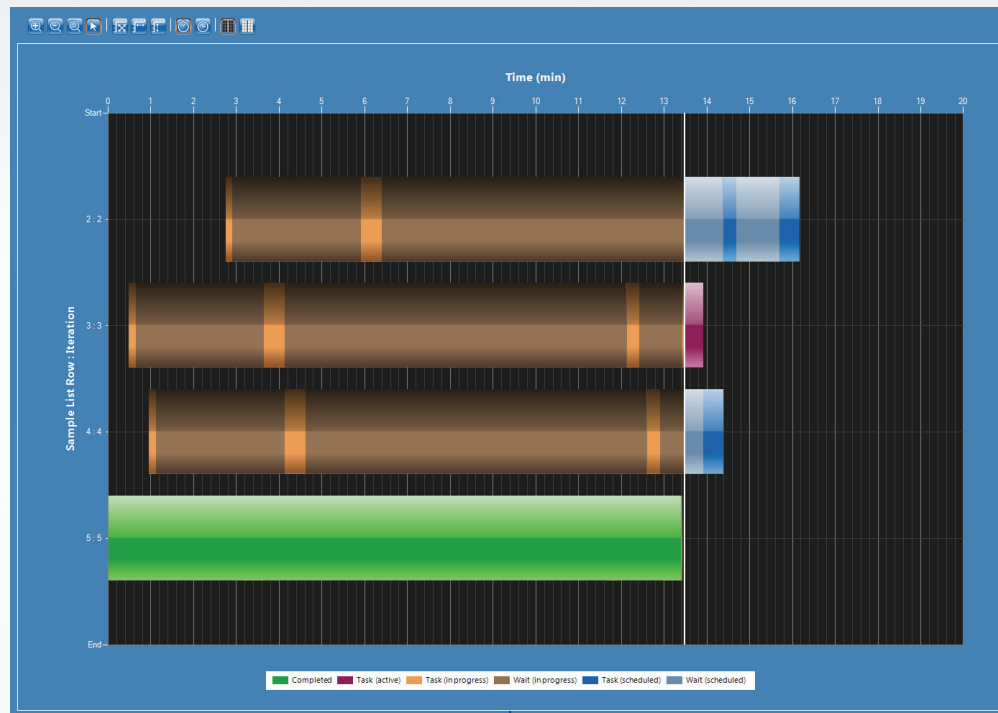 Time (min)
0 1 2 3 4 5 6 7 8 9 10 11 12 13 14 15 16 17 18 19 20
Start
2 : 2
3 : 3
Sample List Row : Iteration
4 : 4
5 : 5
End
Completed Task (active) Task (in progress) Wait (in progress) Task (scheduled) Wait (scheduled)